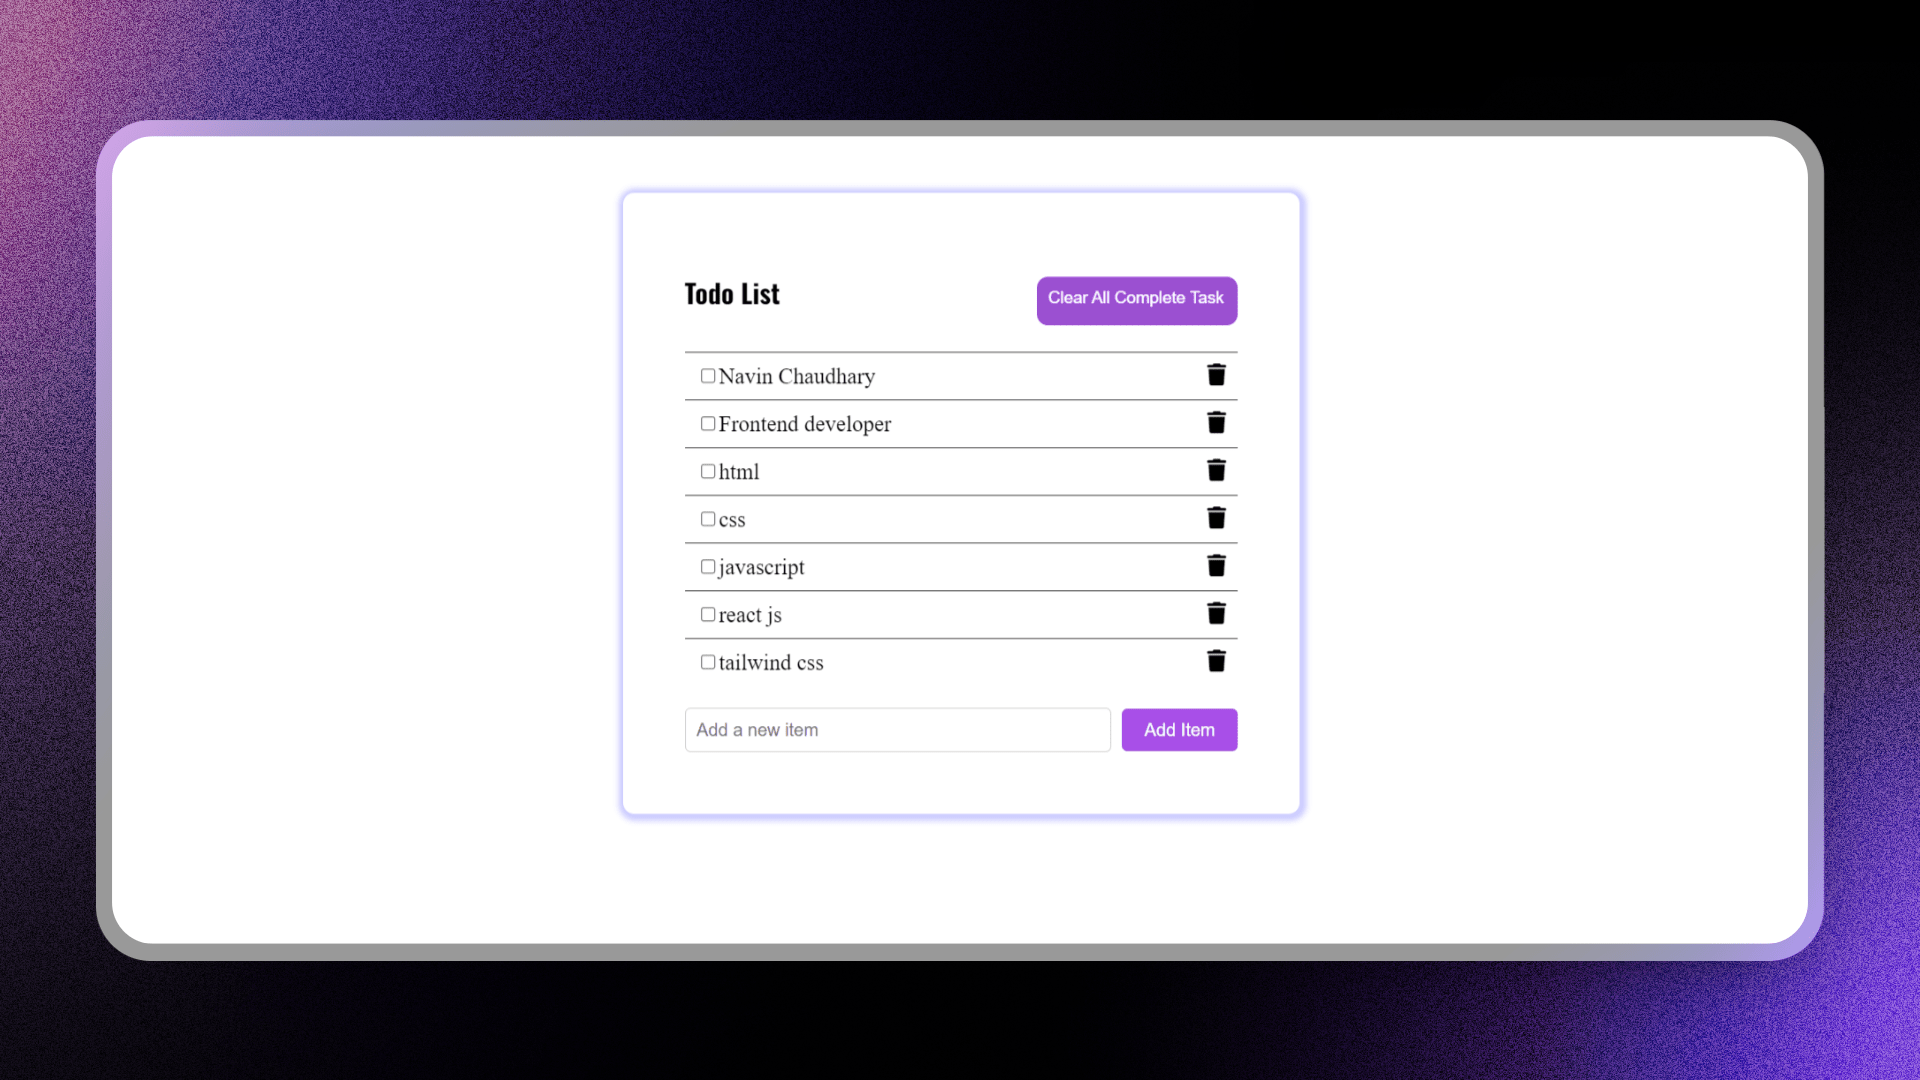 Todo List
Clear All Complete Task
Navin Chaudhary
Frontend developer
html
css
javascript
react js
tailwind css
Add a new item
Add Item